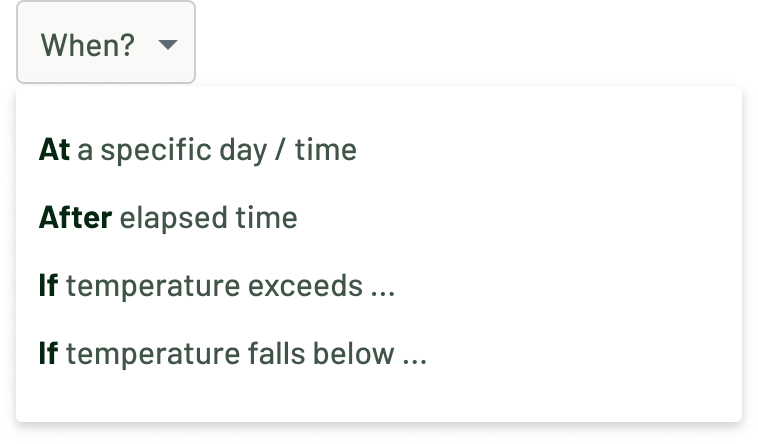 When?
At a specific day / time
After elapsed time
If temperature exceeds ...
If temperature falls below ...